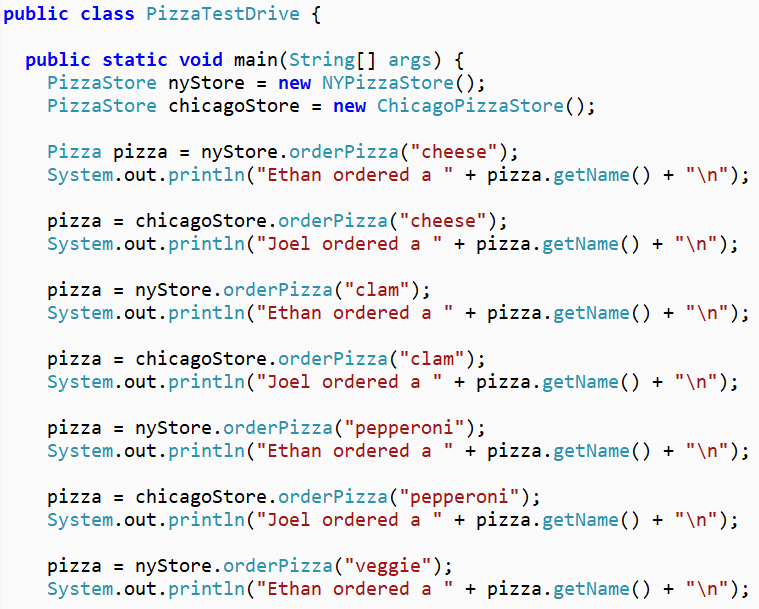 public class PizzaTestDrive {
public static void main(String[] args) {
PizzaStore nyStore = new NYPizzaStore();
PizzaStore chicagoStore = new ChicagoPizzaStore();
Pizza pizza = nyStore.orderPizza("cheese");
System.out.println("Ethan ordered a " + pizza.getName() + "\n");
pizza = chicagoStore.orderPizza("cheese");
System.out.println("Joel ordered a " + pizza.getName() + "\n");
pizza = nyStore.orderPizza("clam");
System.out.println("Ethan ordered a " + pizza.getName() + "\n");
pizza = chicagoStore.orderPizza("clam");
System.out.println("Joel ordered a " + pizza.getName() + "\n");
pizza = nyStore.orderPizza("pepperoni");
System.out.println("Ethan ordered a " + pizza.getName() + "\n");
pizza = chicagoStore.orderPizza("pepperoni");
System.out.println("Joel ordered a " + pizza.getName() + "\n");
pizza = nyStore.orderPizza("veggie");
System.out.println("Ethan ordered a " + pizza.getName() + "\n");